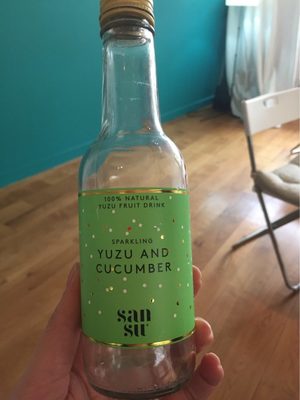 100% NATURAL
YUZU FRUIT DRINK
SPARKLING
YUZU AND
CUCUMBER
san
su